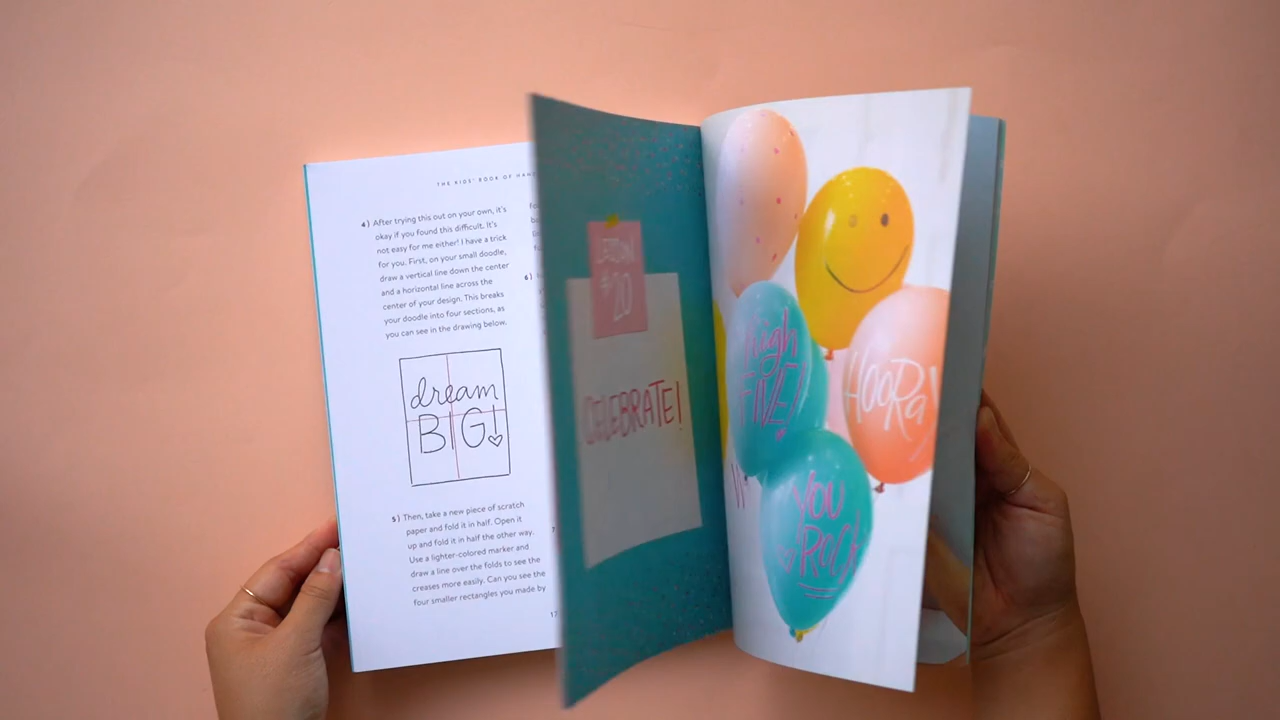 THE KIDS' BOOK OF
4) After trying this out on your own, it's
okay if you found this difficult. It's
not easy for me either! I have a trick
for you. First, on your small doodle,
draw a vertical line down the center
and a horizontal line across the
center of your design. This breaks
your doodle into four sections, as
you can see in the drawing below.
dream
BIG!
5) Then, take a new piece of scratch
paper and fold it in half. Open it
up and fold it in half the other way.
Use a lighter-colored marker and
draw a line over the folds to see the
creases more easily. Can you see the
four smaller rectangles you made by
6)
LESSON
#20
CELEBRATE!
high
FIVE!
HOORAY
YOU
ROCK